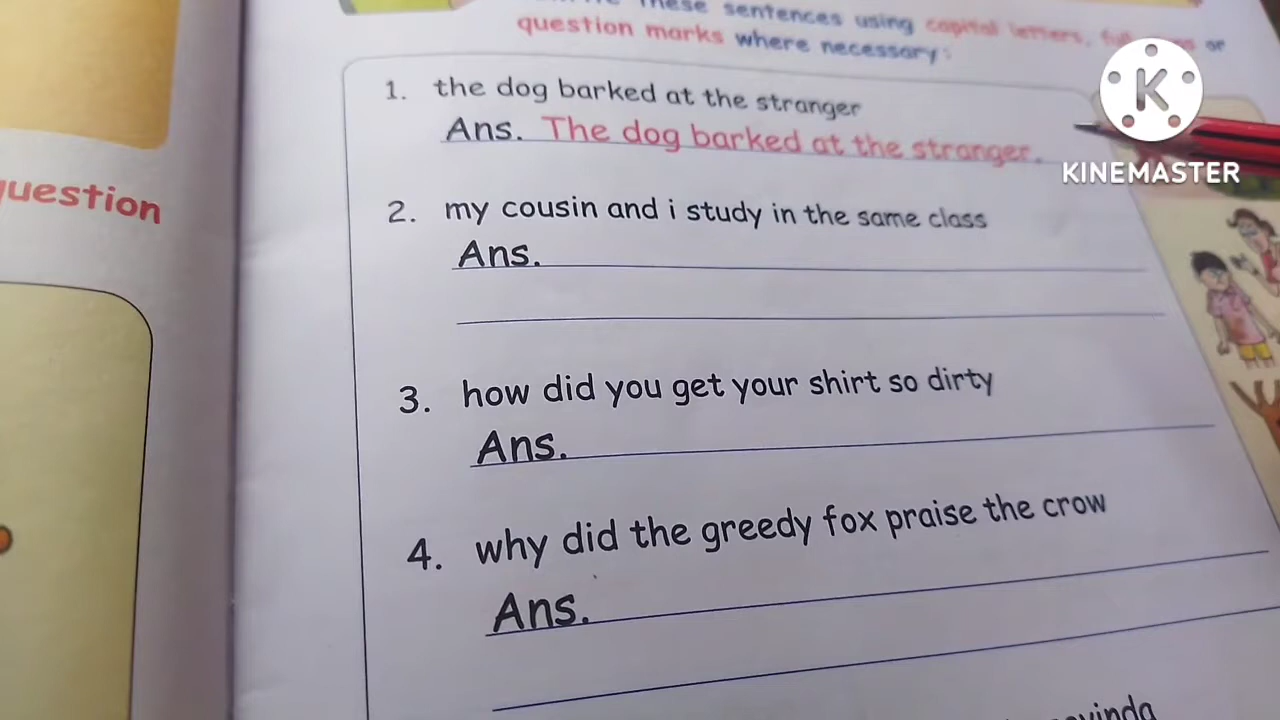 these sentences using capital letters, full stops or
question marks where necessary:
1. the dog barked at the stranger
Ans. The dog barked at the stranger.
K
KINEMASTER
question
2. my cousin and i study in the same class
Ans.
3. how did you get your shirt so dirty
Ans.
4. why did the greedy fox praise the crow
Ans.